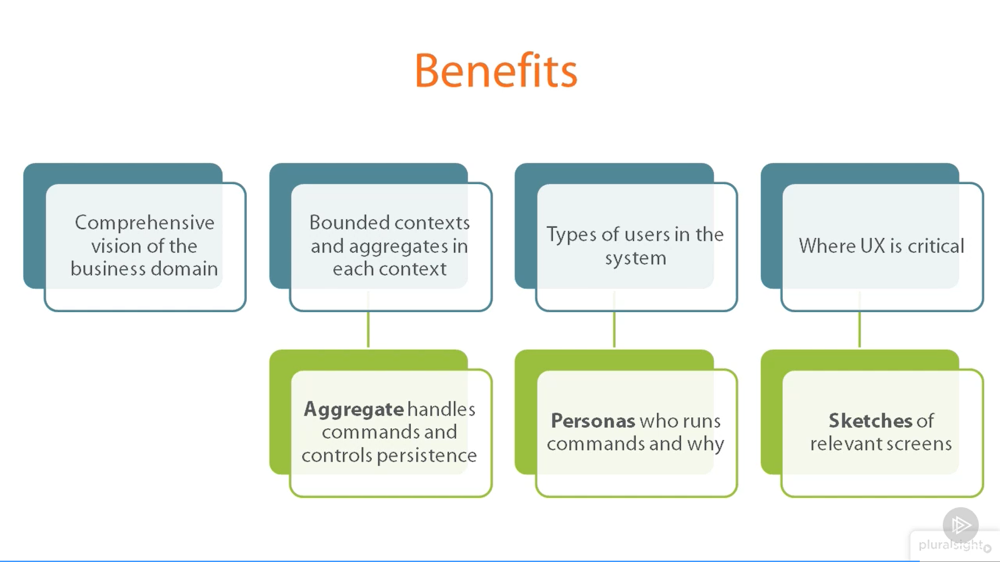 Benefits
Comprehensive
vision of the
business domain
Bounded contexts
and aggregates in
each context
Types of users in the
system
Where UX is critical
Aggregate handles
commands and
controls persistence
Personas who runs
commands and why
Sketches of
relevant screens
pluralsight